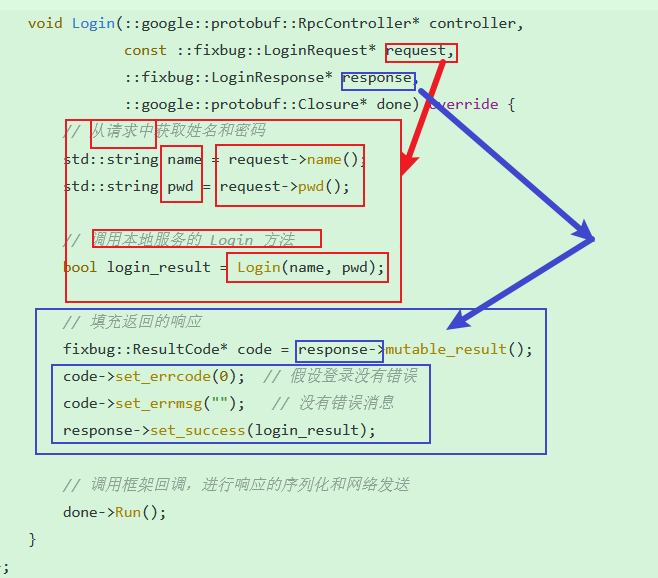 void Login(::google::protobuf::RpcController* controller,
const ::fixbug::LoginRequest* request,
::fixbug::LoginResponse* response,
::google::protobuf::Closure* done) override {
// 从请求中获取姓名和密码
std::string name = request->name();
std::string pwd = request->pwd();
// 调用本地服务的 Login 方法
bool login_result = Login(name, pwd);
// 填充返回的响应
fixbug::ResultCode* code = response->mutable_result();
code->set_errcode(0);  // 假设登录没有错误
code->set_errmsg("");   // 没有错误消息
response->set_success(login_result);
// 调用框架回调，进行响应的序列化和网络发送
done->Run();
}
;